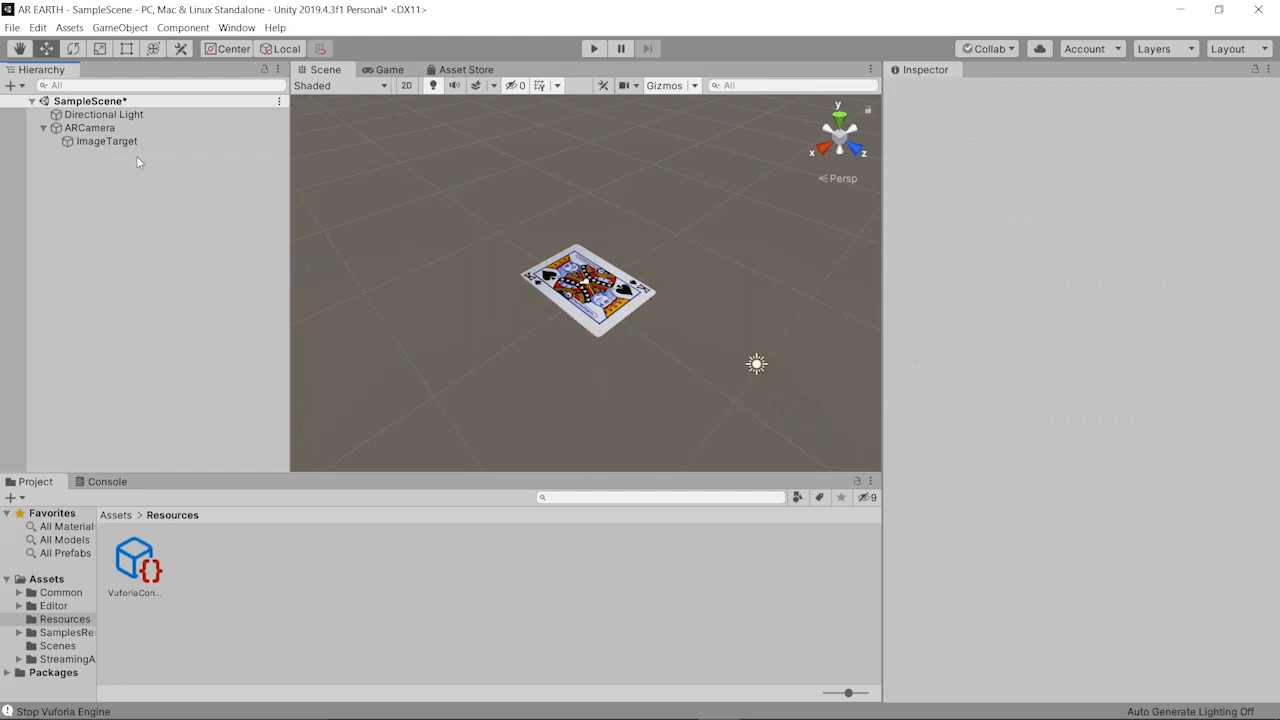 AR EARTH - SampleScene - PC, Mac & Linux Standalone - Unity 2019.4.3f1 Personal* <DX11>
File Edit Assets GameObject Component Window Help
Center Local Collab Account Layers Layout
Hierarchy Scene Game Asset Store Inspector
All Shaded 2D 0 Gizmos All
SampleScene*
Directional Light
ARCamera
ImageTarget
y
x z
Persp
K
K
Project Console
9
Favorites Assets > Resources
All Material
All Models
All Prefabs
Assets
Common VuforiaCon...
Editor
Resources
SamplesRe
Scenes
StreamingA
Packages
Stop Vuforia Engine Auto Generate Lighting Off